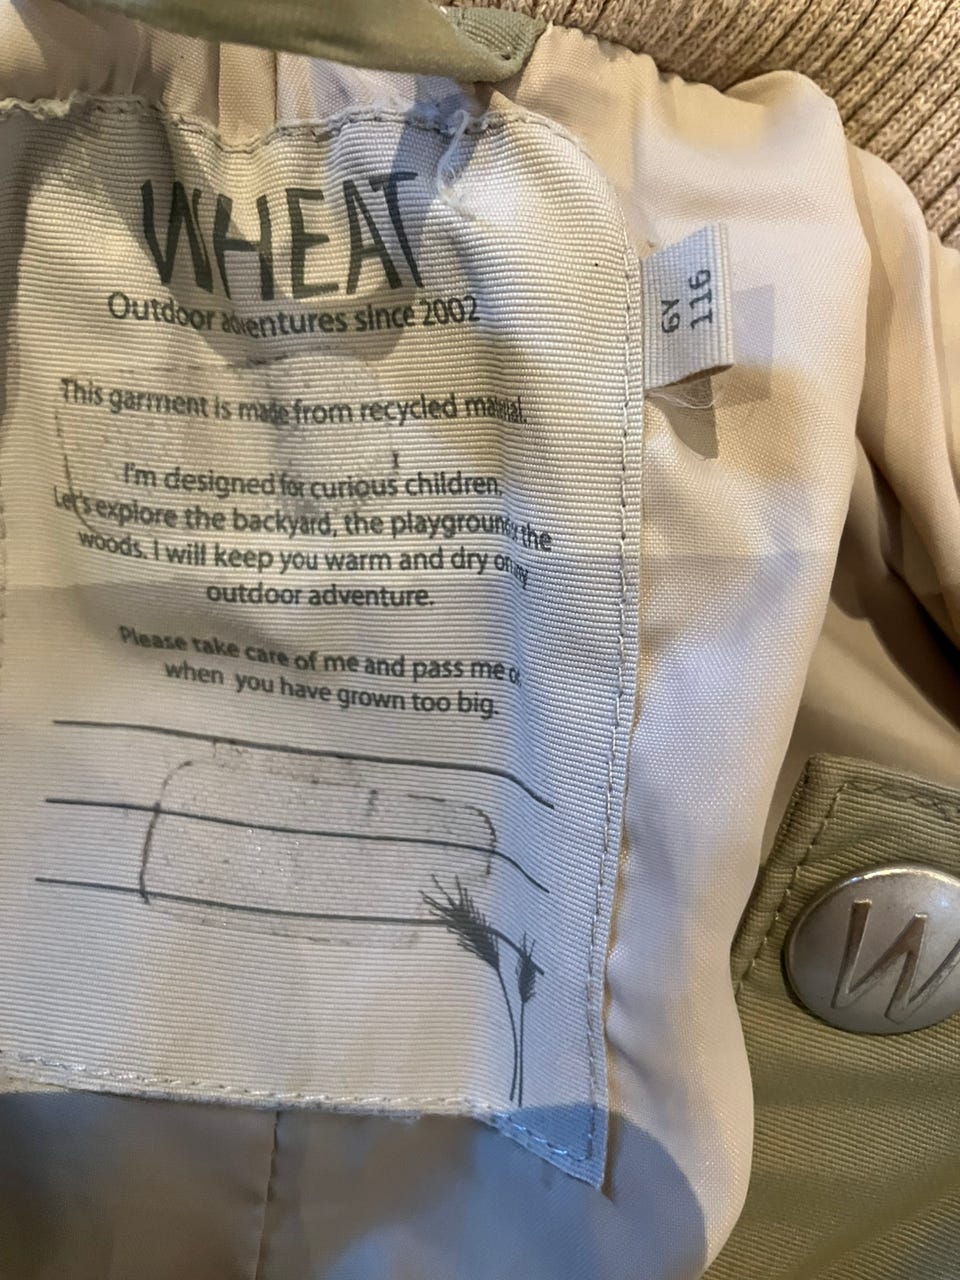 WHEAT
Outdoor adventures since 2002
This garment is made from recycled material.
I'm designed for curious children.
Let's explore the backyard, the playground, the
woods. I will keep you warm and dry on
outdoor adventure.
Please take care of me and pass me
when you have grown too big.
6Y
116
W